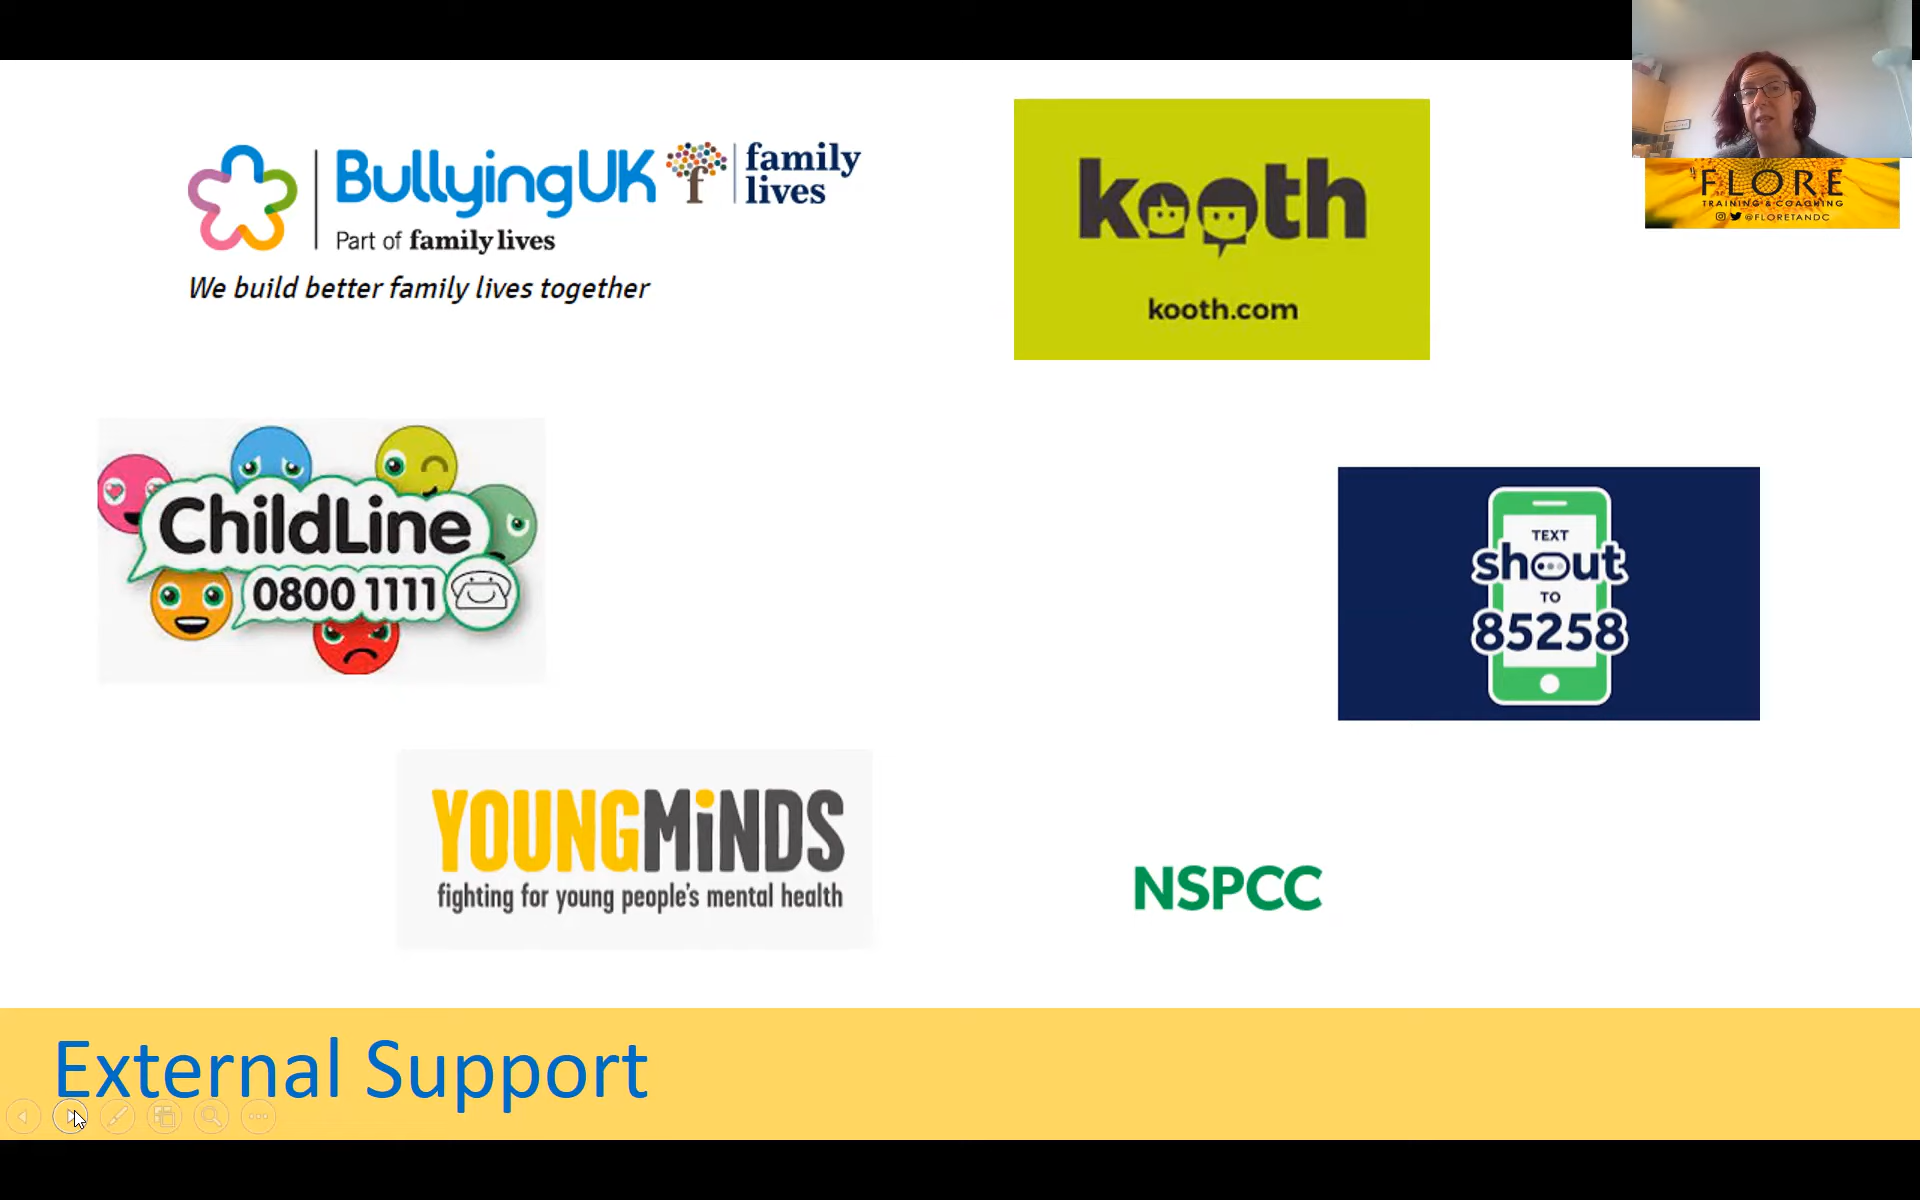 BullyingUK
Part of family lives
family
lives
We build better family lives together
kooth
kooth.com
FLORE
TRAINING & COACHING
@FLORETANDC
ChildLine
0800 1111
TEXT
shout
TO
85258
YOUNGMiNDS
fighting for young people's mental health
NSPCC
External Support